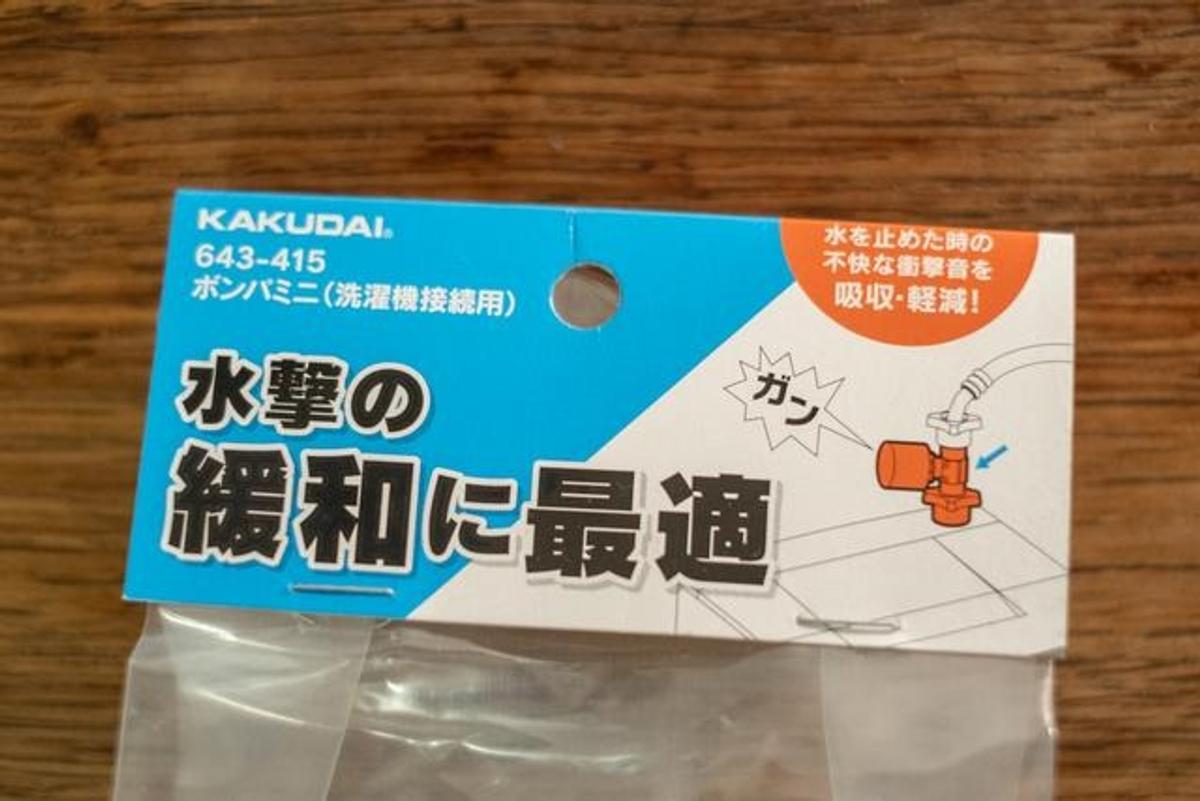 KAKUDAI®
643-415
ボンパミニ(洗濯機接続用)
水撃の
緩和に最適
水を止めた時の
不快な衝撃音を
吸収・軽減!
ガン